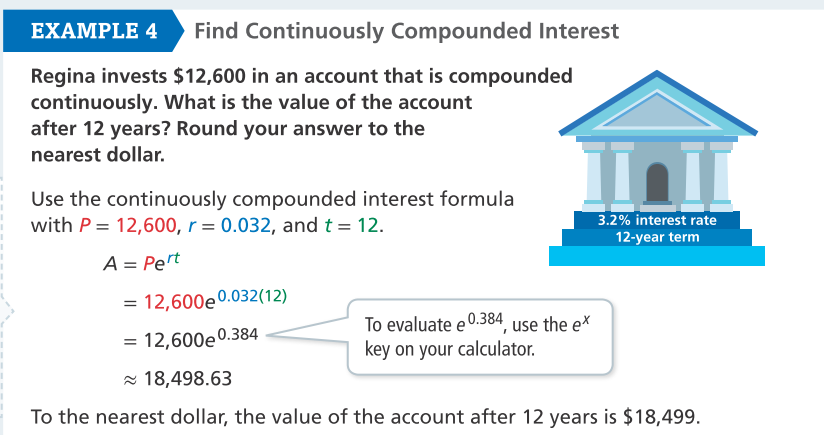 EXAMPLE 4 Find Continuously Compounded Interest
Regina invests $12,600 in an account that is compounded
continuously. What is the value of the account
after 12 years? Round your answer to the
nearest dollar.
3.2% interest rate
12-year term
Use the continuously compounded interest formula
with P = 12,600, r = 0.032, and t = 12.
A = Pe^rt
= 12,600e^0.032(12)
= 12,600e^0.384
To evaluate e^0.384, use the e^x
key on your calculator.
≈ 18,498.63
To the nearest dollar, the value of the account after 12 years is $18,499.